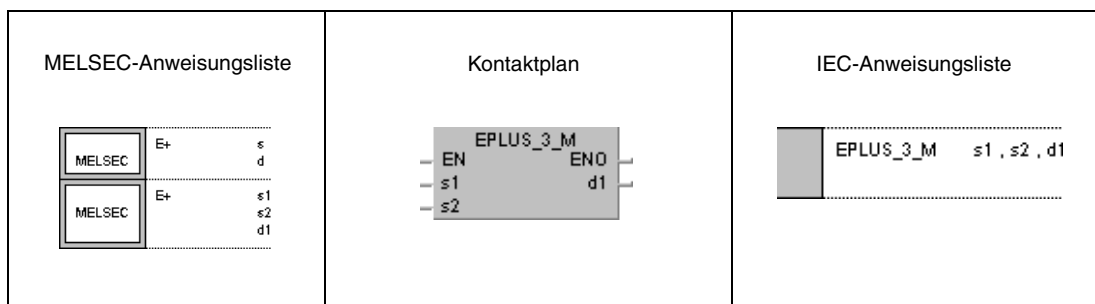 MELSEC-Anweisungsliste
MELSEC
E+ s
d
MELSEC
E+ s1
s2
d1
Kontaktplan
EPLUS_3_M
EN ENO
s1 d1
s2
IEC-Anweisungsliste
EPLUS_3_M s1 , s2 , d1